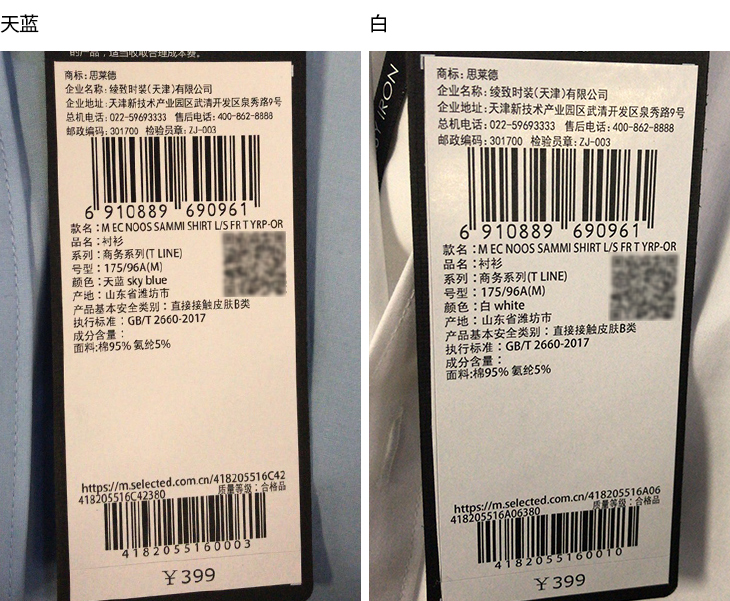 天蓝
的产品，适当收取合理成本费。
商标：思莱德
企业名称：绫致时装(天津)有限公司
企业地址：天津新技术产业园区武清开发区泉秀路9号
总机电话：022-59693333 售后电话：400-862-8888
邮政编码：301700 检验员章：ZJ-003
6 910889 690961
款名：M EC NOOS SAMMI SHIRT L/S FR T YRP-OR
品名：衬衫
系列：商务系列(T LINE)
号型：175/96A(M)
颜色：天蓝 sky blue
产地：山东省潍坊市
产品基本安全类别：直接接触皮肤B类
执行标准：GB/T 2660-2017
成分含量：
面料:棉95% 氨纶5%
https://m.selected.com.cn/418205516C42
418205516C42380 质量等级：合格品
4182055160003
￥399
白
IRON
商标：思莱德
企业名称：绫致时装(天津)有限公司
企业地址：天津新技术产业园区武清开发区泉秀路9号
总机电话：022-59693333 售后电话：400-862-8888
邮政编码：301700 检验员章：ZJ-003
6 910889 690961
款名：M EC NOOS SAMMI SHIRT L/S FR T YRP-OR
品名：衬衫
系列：商务系列(T LINE)
号型：175/96A(M)
颜色：白 white
产地：山东省潍坊市
产品基本安全类别：直接接触皮肤B类
执行标准：GB/T 2660-2017
成分含量：
面料:棉95% 氨纶5%
https://m.selected.com.cn/418205516A06
418205516A06380 质量等级：合格品
4182055160010
￥399